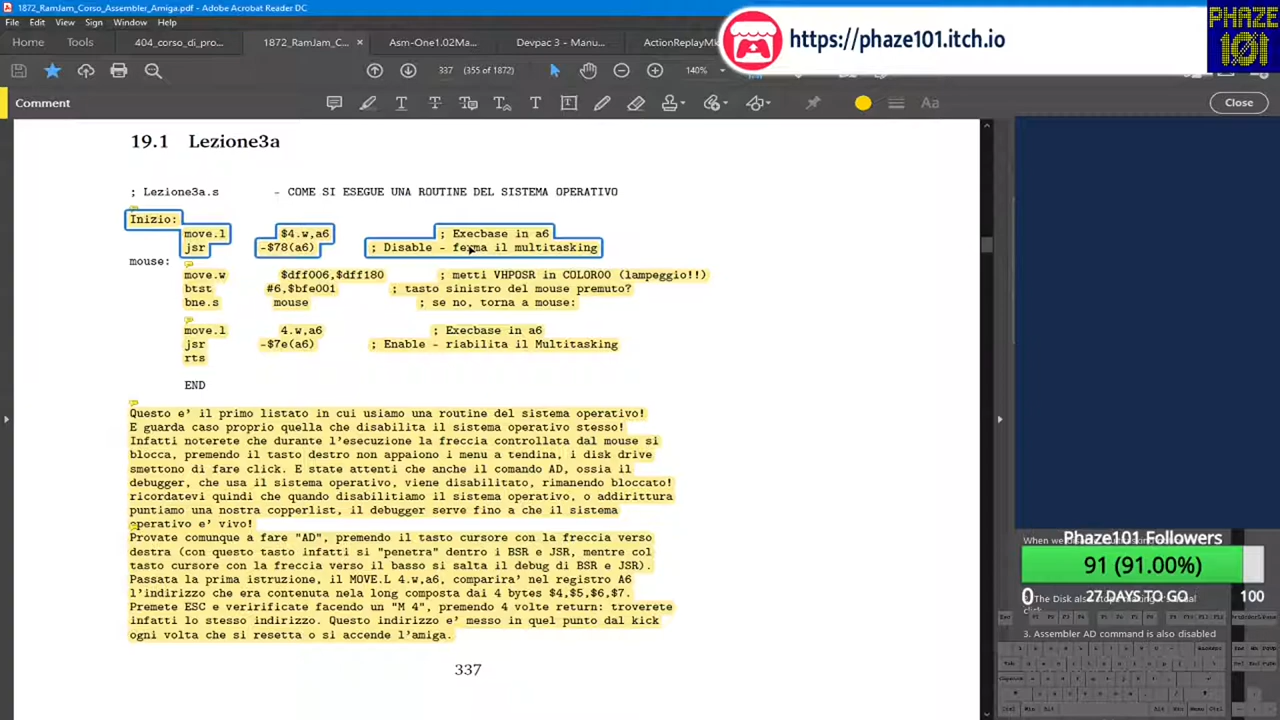 1872_RamJam_Corso_Assembler_Amiga.pdf - Adobe Acrobat Reader DC
File Edit View Sign Window Help
Home Tools 404_corso_di_pro... 1872_RamJam_C... × Asm-One1.02Ma... Devpac 3 - Manu... ActionReplayMk
https://phaze101.itch.io
PHAZE
101
337 (355 of 1872) 140%
Comment
Close
19.1 Lezione3a
; Lezione3a.s - COME SI ESEGUE UNA ROUTINE DEL SISTEMA OPERATIVO
Inizio:
move.l $4.w,a6 ; Execbase in a6
jsr -$78(a6) ; Disable - ferma il multitasking
mouse:
move.w $dff006,$dff180 ; metti VHPOSR in COLOR00 (lampeggio!!)
btst #6,$bfe001 ; tasto sinistro del mouse premuto?
bne.s mouse ; se no, torna a mouse:
move.l 4.w,a6 ; Execbase in a6
jsr -$7e(a6) ; Enable - riabilita il Multitasking
rts
END
Questo e' il primo listato in cui usiamo una routine del sistema operativo!
E guarda caso proprio quella che disabilita il sistema operativo stesso!
Infatti noterete che durante l'esecuzione la freccia controllata dal mouse si
blocca, premendo il tasto destro non appaiono i menu a tendina, i disk drive
smettono di fare click. E state attenti che anche il comando AD, ossia il
debugger, che usa il sistema operativo, viene disabilitato, rimanendo bloccato!
ricordatevi quindi che quando disabilitiamo il sistema operativo, o addirittura
puntiamo una nostra copperlist, il debugger serve fino a che il sistema
operativo e' vivo!
Provate comunque a fare "AD", premendo il tasto cursore con la freccia verso
destra (con questo tasto infatti si "penetra" dentro i BSR e JSR, mentre col
tasto cursore con la freccia verso il basso si salta il debug di BSR e JSR).
Passata la prima istruzione, il MOVE.L 4.w,a6, comparira' nel registro A6
l'indirizzo che era contenuta nela long composta dai 4 bytes $4,$5,$6,$7.
Premete ESC e veririficate facendo un "M 4", premendo 4 volte return: troverete
infatti lo stesso indirizzo. Questo indirizzo e' messo in quel punto dal kick
ogni volta che si resetta o si accende l'amiga.
337
When we
Phaze101 Followers
91 (91.00%)
0 27 DAYS TO GO 100
The Disk
click
3. Assembler AD command is also disabled